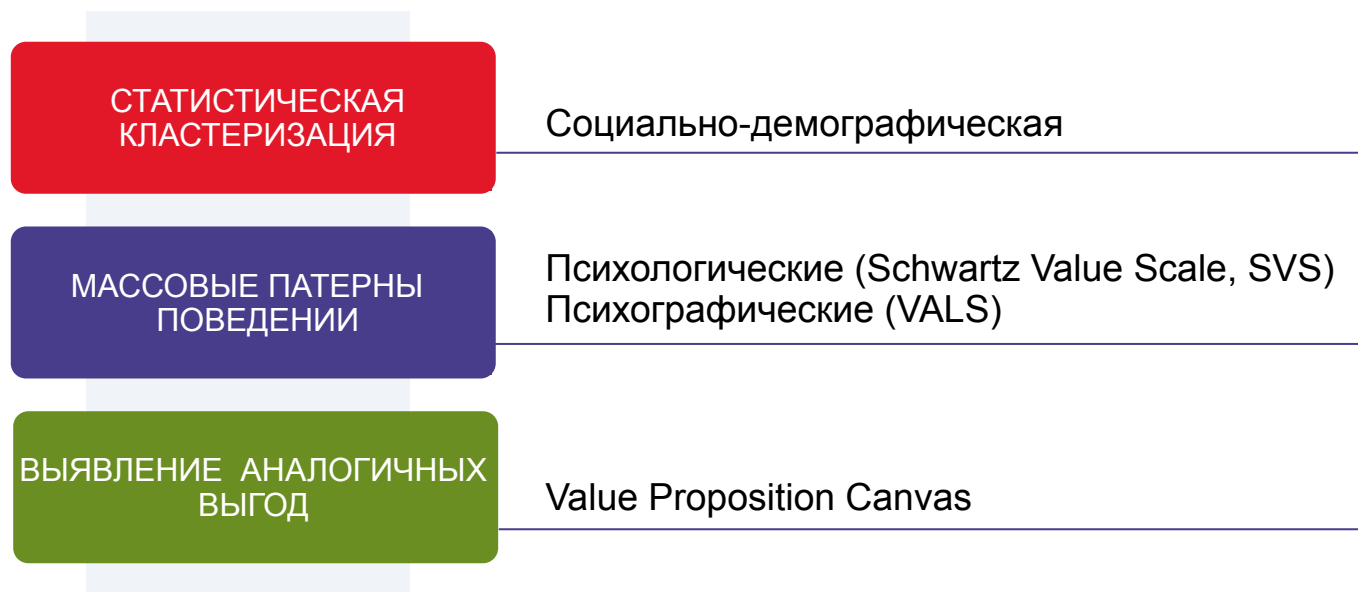 СТАТИСТИЧЕСКАЯ
КЛАСТЕРИЗАЦИЯ
Социально-демографическая
МАССОВЫЕ ПАТЕРНЫ
ПОВЕДЕНИИ
Психологические (Schwartz Value Scale, SVS)
Психографические (VALS)
ВЫЯВЛЕНИЕ АНАЛОГИЧНЫХ
ВЫГОД
Value Proposition Canvas